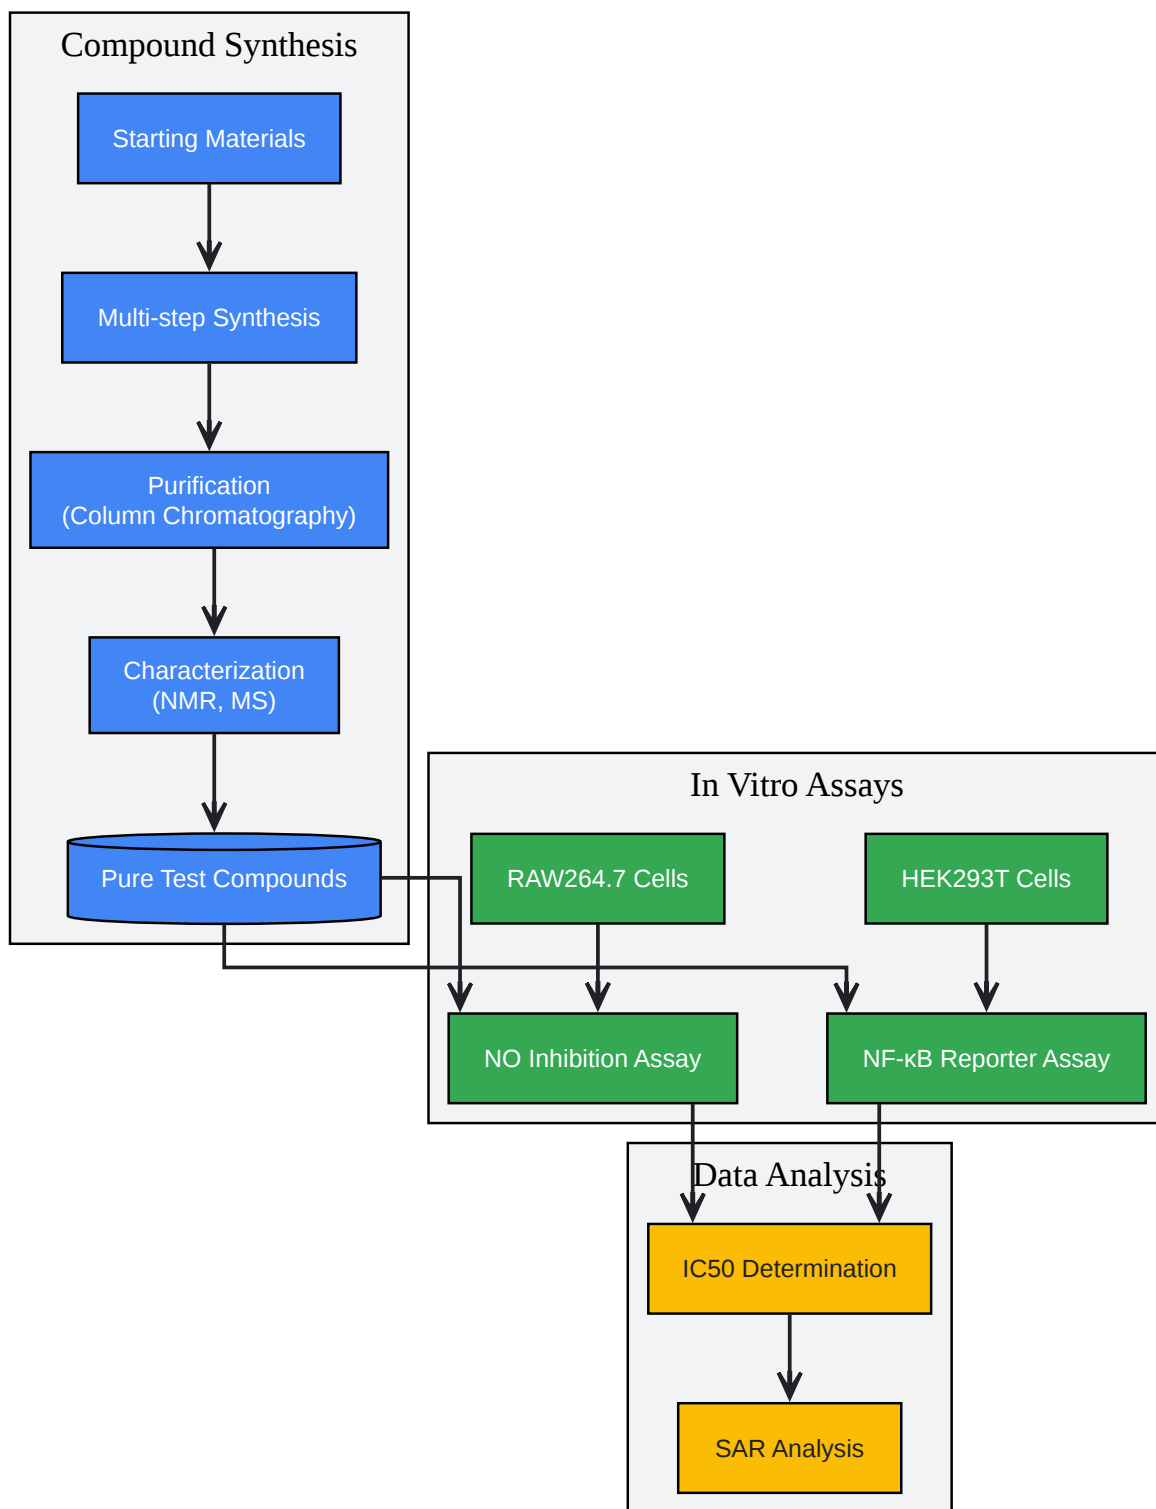 Compound Synthesis
Starting Materials
Multi-step Synthesis
Purification
(Column Chromatography)
Characterization
(NMR, MS)
Pure Test Compounds
In Vitro Assays
RAW264.7 Cells
HEK293T Cells
NO Inhibition Assay
NF-κB Reporter Assay
Data Analysis
IC50 Determination
SAR Analysis